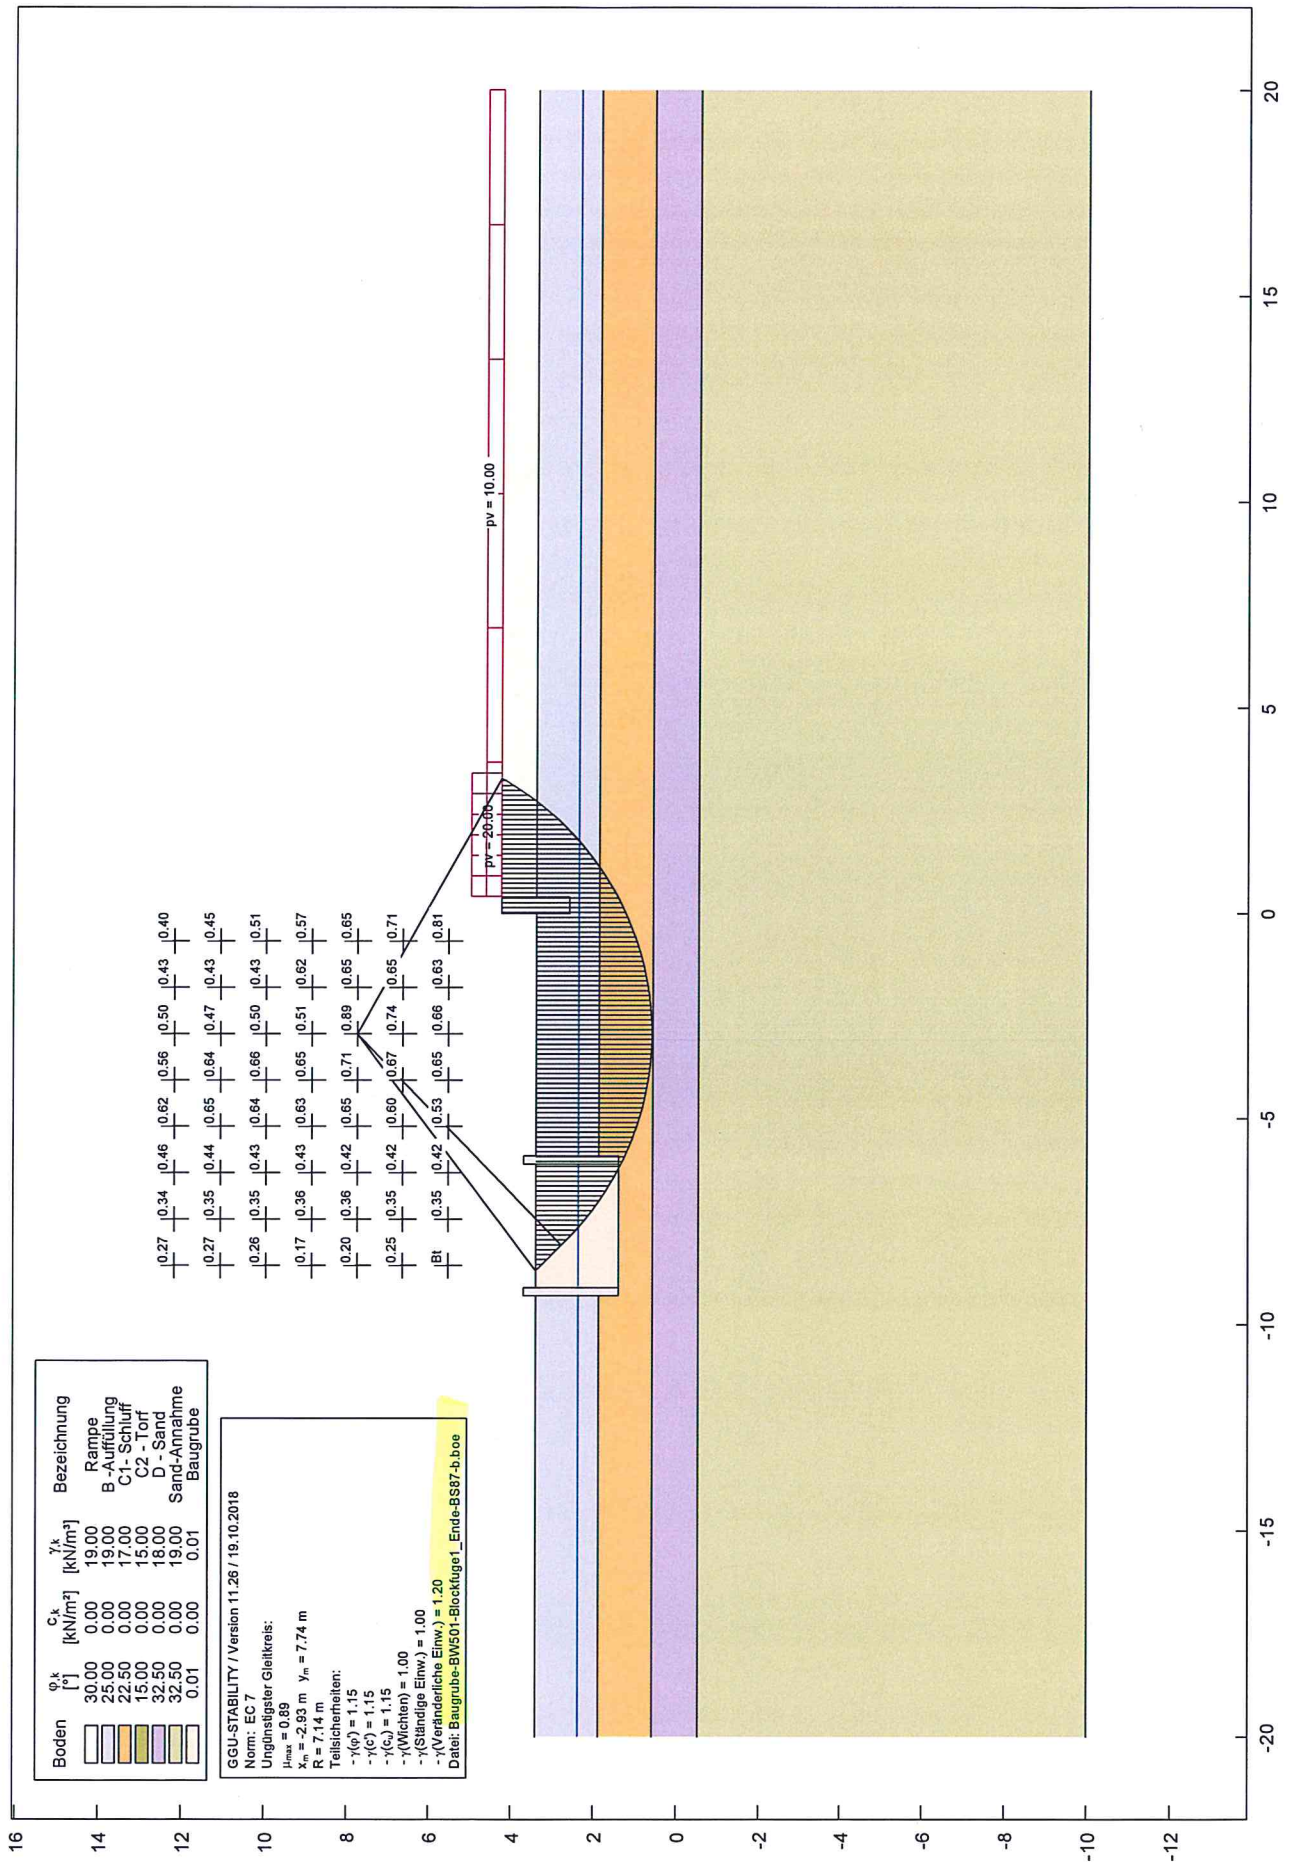 Boden φ,k [°] c,k [kN/m²] γ,k [kN/m³] Bezeichnung
30.00 0.00 19.00 Rampe
25.00 0.00 19.00 B -Auffüllung
22.50 0.00 17.00 C1- Schluff
15.00 0.00 15.00 C2 - Torf
32.50 0.00 18.00 D - Sand
32.50 0.00 19.00 Sand-Annahme
0.01 0.00 0.01 Baugrube
GGU-STABILITY / Version 11.26 / 19.10.2018
Norm: EC 7
Ungünstigster Gleitkreis:
μmax = 0.89
xm = -2.93 m ym = 7.74 m
R = 7.14 m
Teilsicherheiten:
- γ(φ') = 1.15
- γ(c') = 1.15
- γ(cu) = 1.15
- γ(Wichten) = 1.00
- γ(Ständige Einw.) = 1.00
- γ(Veränderliche Einw.) = 1.20
Datei: Baugrube-BW501-Blockfuge1_Ende-BS87-b.boe
0.27 0.34 0.46 0.62 0.56 0.50 0.43 0.40
0.27 0.35 0.44 0.65 0.64 0.47 0.43 0.45
0.26 0.35 0.43 0.64 0.66 0.50 0.43 0.51
0.17 0.36 0.43 0.63 0.65 0.51 0.62 0.57
0.20 0.36 0.42 0.65 0.71 0.89 0.65 0.65
0.25 0.35 0.42 0.60 0.67 0.74 0.65 0.71
Bt 0.35 0.42 0.53 0.65 0.66 0.63 0.81
pv = 20.00
pv = 10.00
16
14
12
10
8
6
4
2
0
-2
-4
-6
-8
-10
-12
-20 -15 -10 -5 0 5 10 15 20